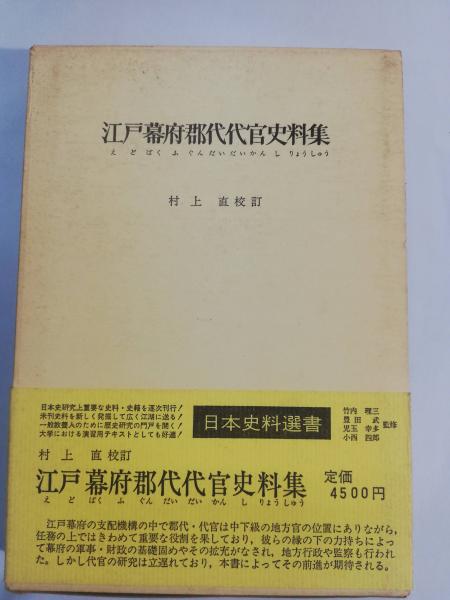 江戸幕府郡代代官史料集
えどばくふぐんだいだいかんしりょうしゅう
村上 直校訂
日本史研究上重要な史料・史籍を逐次刊行!
未刊史料を新しく発掘して広く江湖に送る!
一般教養人のために歴史研究の門戸を開く!
大学における演習用テキストとしても好適!
日本史料選書
竹内 理三
豊田 武
児玉 幸多
小西 四郎
監修
村上 直校訂
江戸幕府郡代代官史料集
えどばくふぐんだいだいかんしりょうしゅう
定価
4500円
江戸幕府の支配機構の中で郡代・代官は中下級の地方官の位置にありながら,
任務の上ではきわめて重要な役割を果しており,彼らの縁の下の力持ちによっ
て幕府の軍事・財政の基礎固めやその拡充がなされ,地方行政や監察も行われ
た。しかし代官の研究は立遅れており,本書によってその前進が期待される。